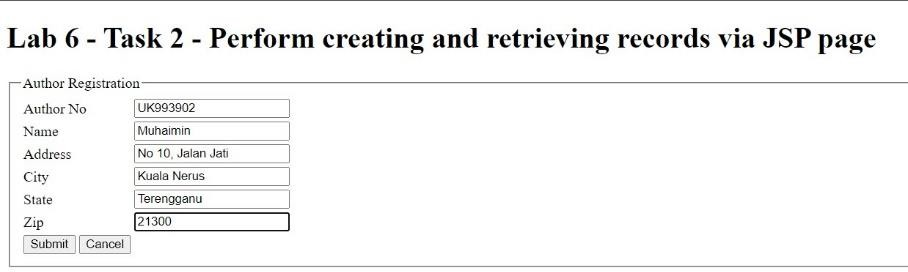 Lab 6 - Task 2 - Perform creating and retrieving records via JSP page
Author Registration
Author No UK993902
Name Muhaimin
Address No 10, Jalan Jati
City Kuala Nerus
State Terengganu
Zip 21300
Submit Cancel